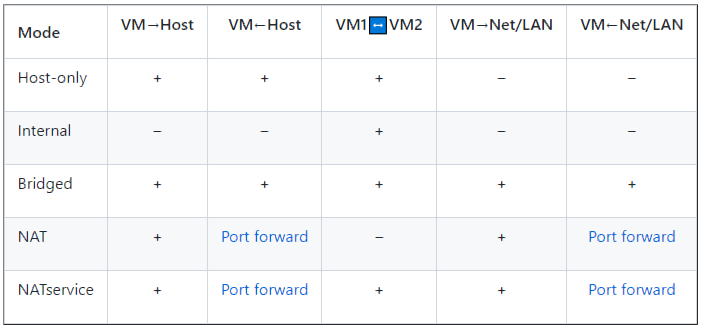 Mode VM→Host VM←Host VM1↔VM2 VM→Net/LAN VM←Net/LAN
Host-only + + + – –
Internal – – + – –
Bridged + + + + +
NAT + Port forward – + Port forward
NATservice + Port forward + + Port forward